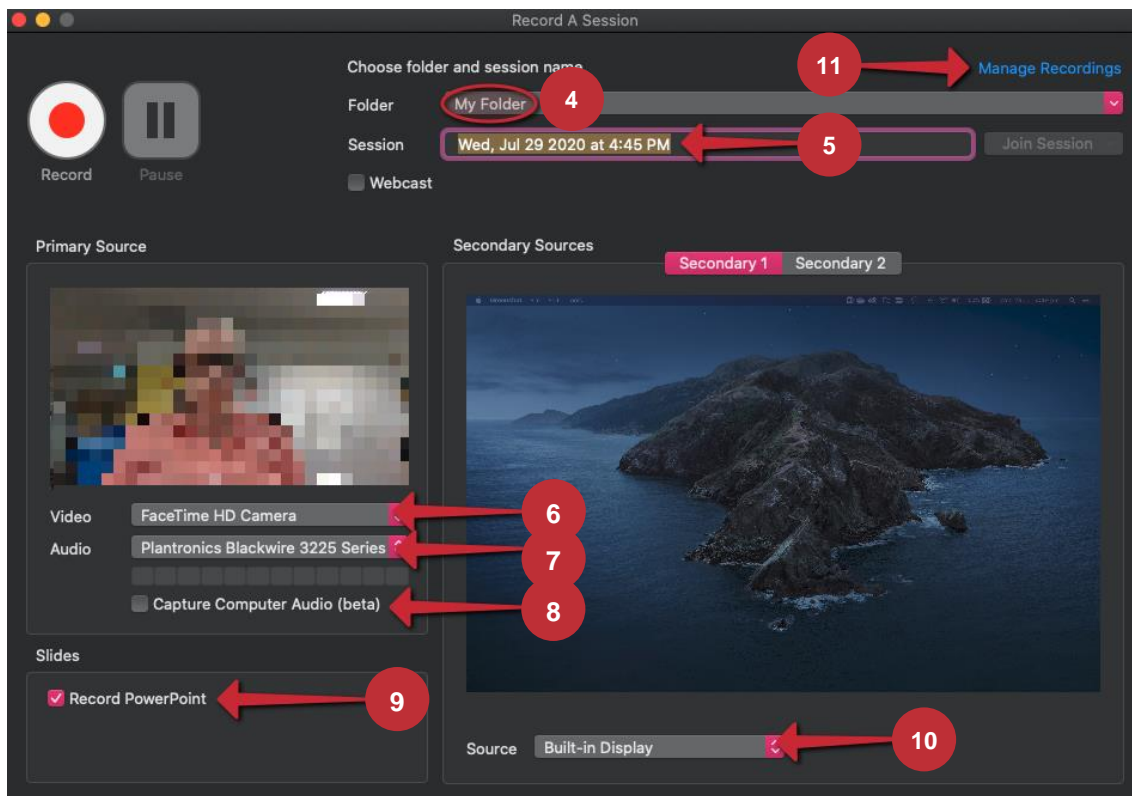 Record A Session
Choose folder and session name
11
Manage Recordings
Folder
My Folder
4
Session
Wed, Jul 29 2020 at 4:45 PM
5
Join Session
Record
Pause
Webcast
Primary Source
Secondary Sources
Secondary 1
Secondary 2
Video
FaceTime HD Camera
6
Audio
Plantronics Blackwire 3225 Series
7
Capture Computer Audio (beta)
8
Slides
Record PowerPoint
9
Source
Built-in Display
10